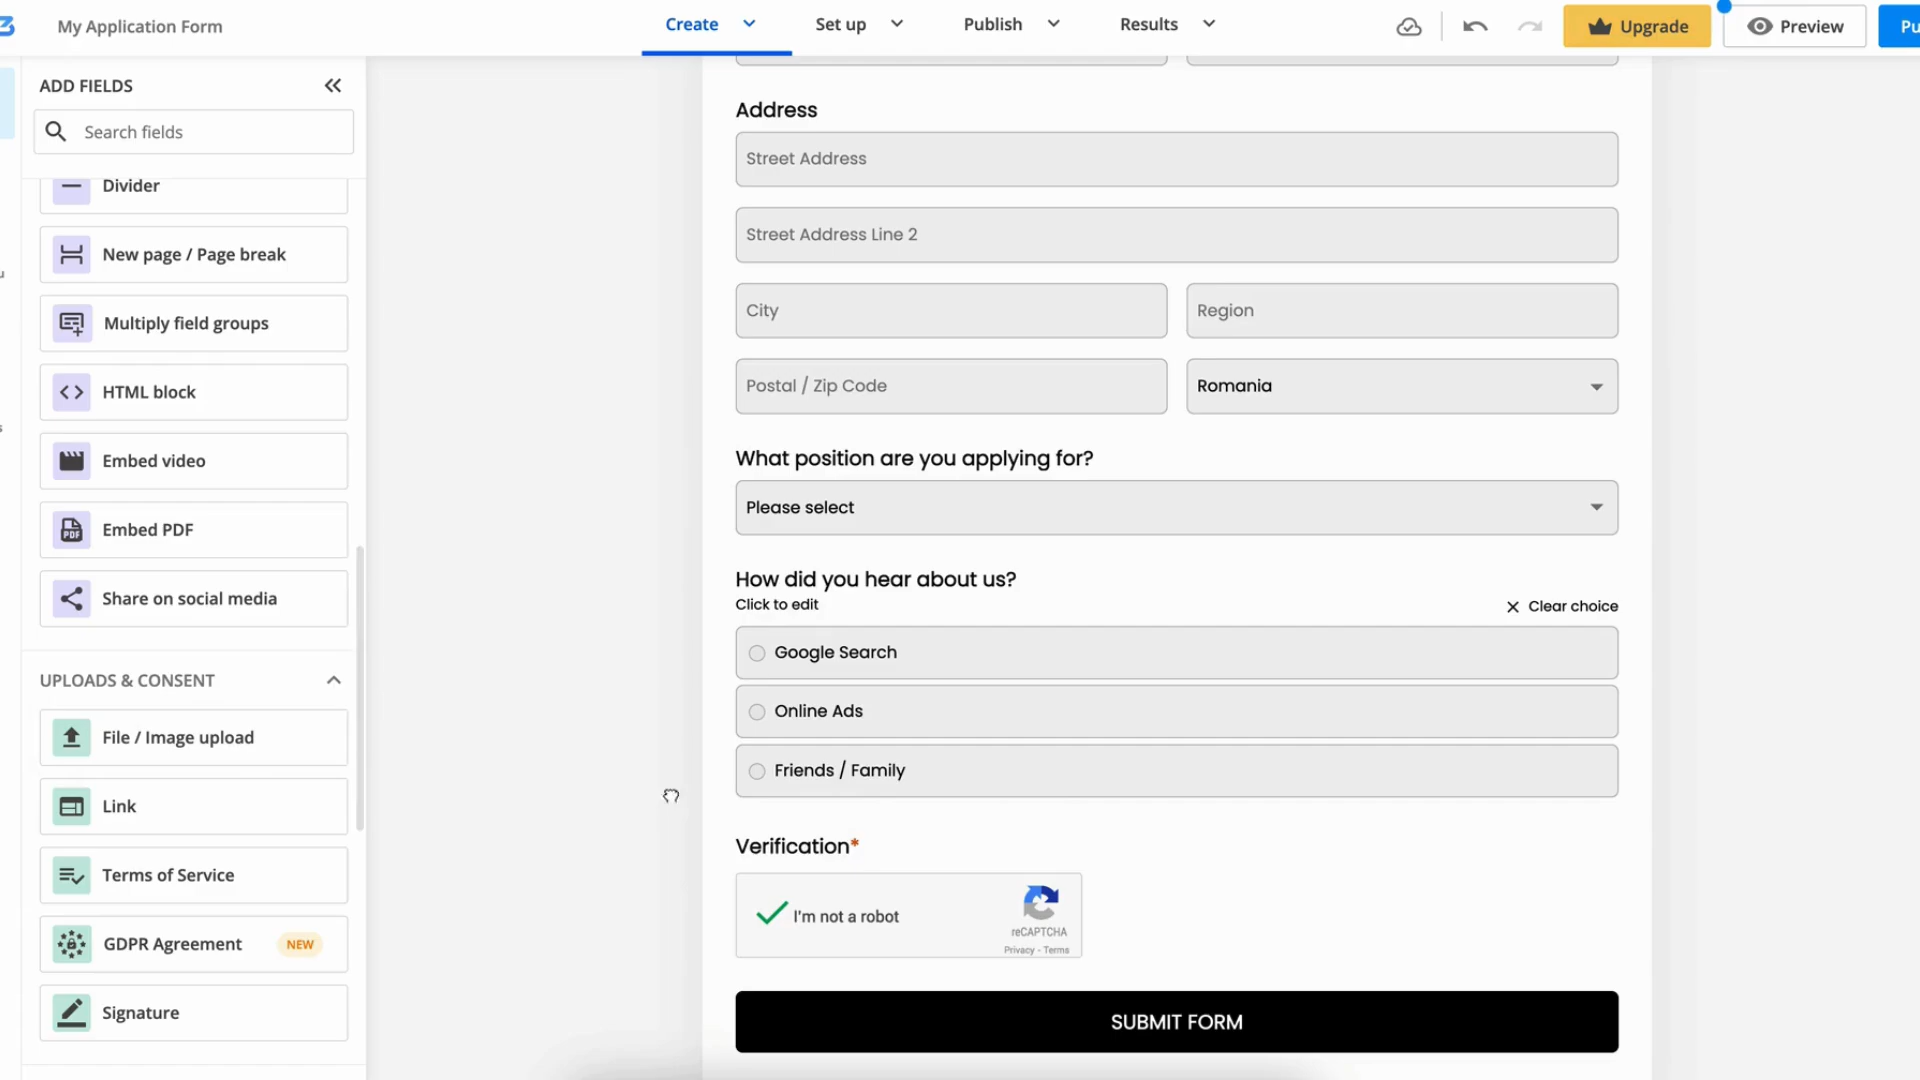 My Application Form
Create
Set up
Publish
Results
Upgrade
Preview
ADD FIELDS
Search fields
Divider
New page / Page break
Multiply field groups
HTML block
Embed video
Embed PDF
Share on social media
UPLOADS & CONSENT
File / Image upload
Link
Terms of Service
GDPR Agreement NEW
Signature
Address
Street Address
Street Address Line 2
City
Region
Postal / Zip Code
Romania
What position are you applying for?
Please select
How did you hear about us?
Click to edit
Clear choice
Google Search
Online Ads
Friends / Family
Verification*
I'm not a robot
reCAPTCHA
Privacy - Terms
SUBMIT FORM